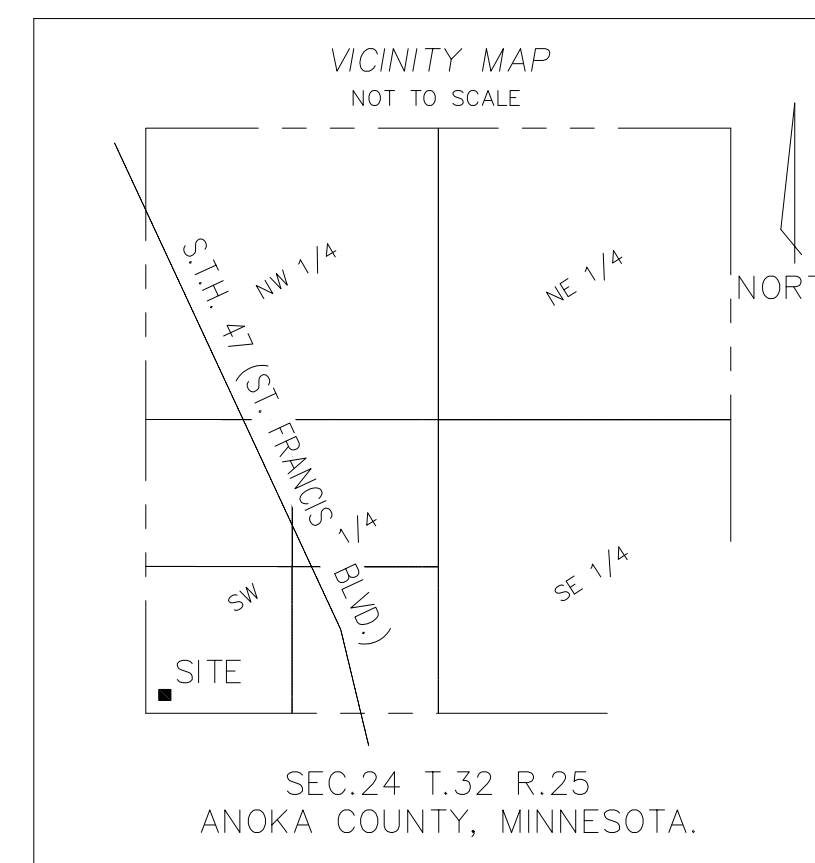 VICINITY MAP
NOT TO SCALE
NW 1/4
NE 1/4
NORT
S.T.H. 47 (ST. FRANCIS BLVD.)
SW 1/4
SE 1/4
SITE
SEC.24 T.32 R.25
ANOKA COUNTY, MINNESOTA.